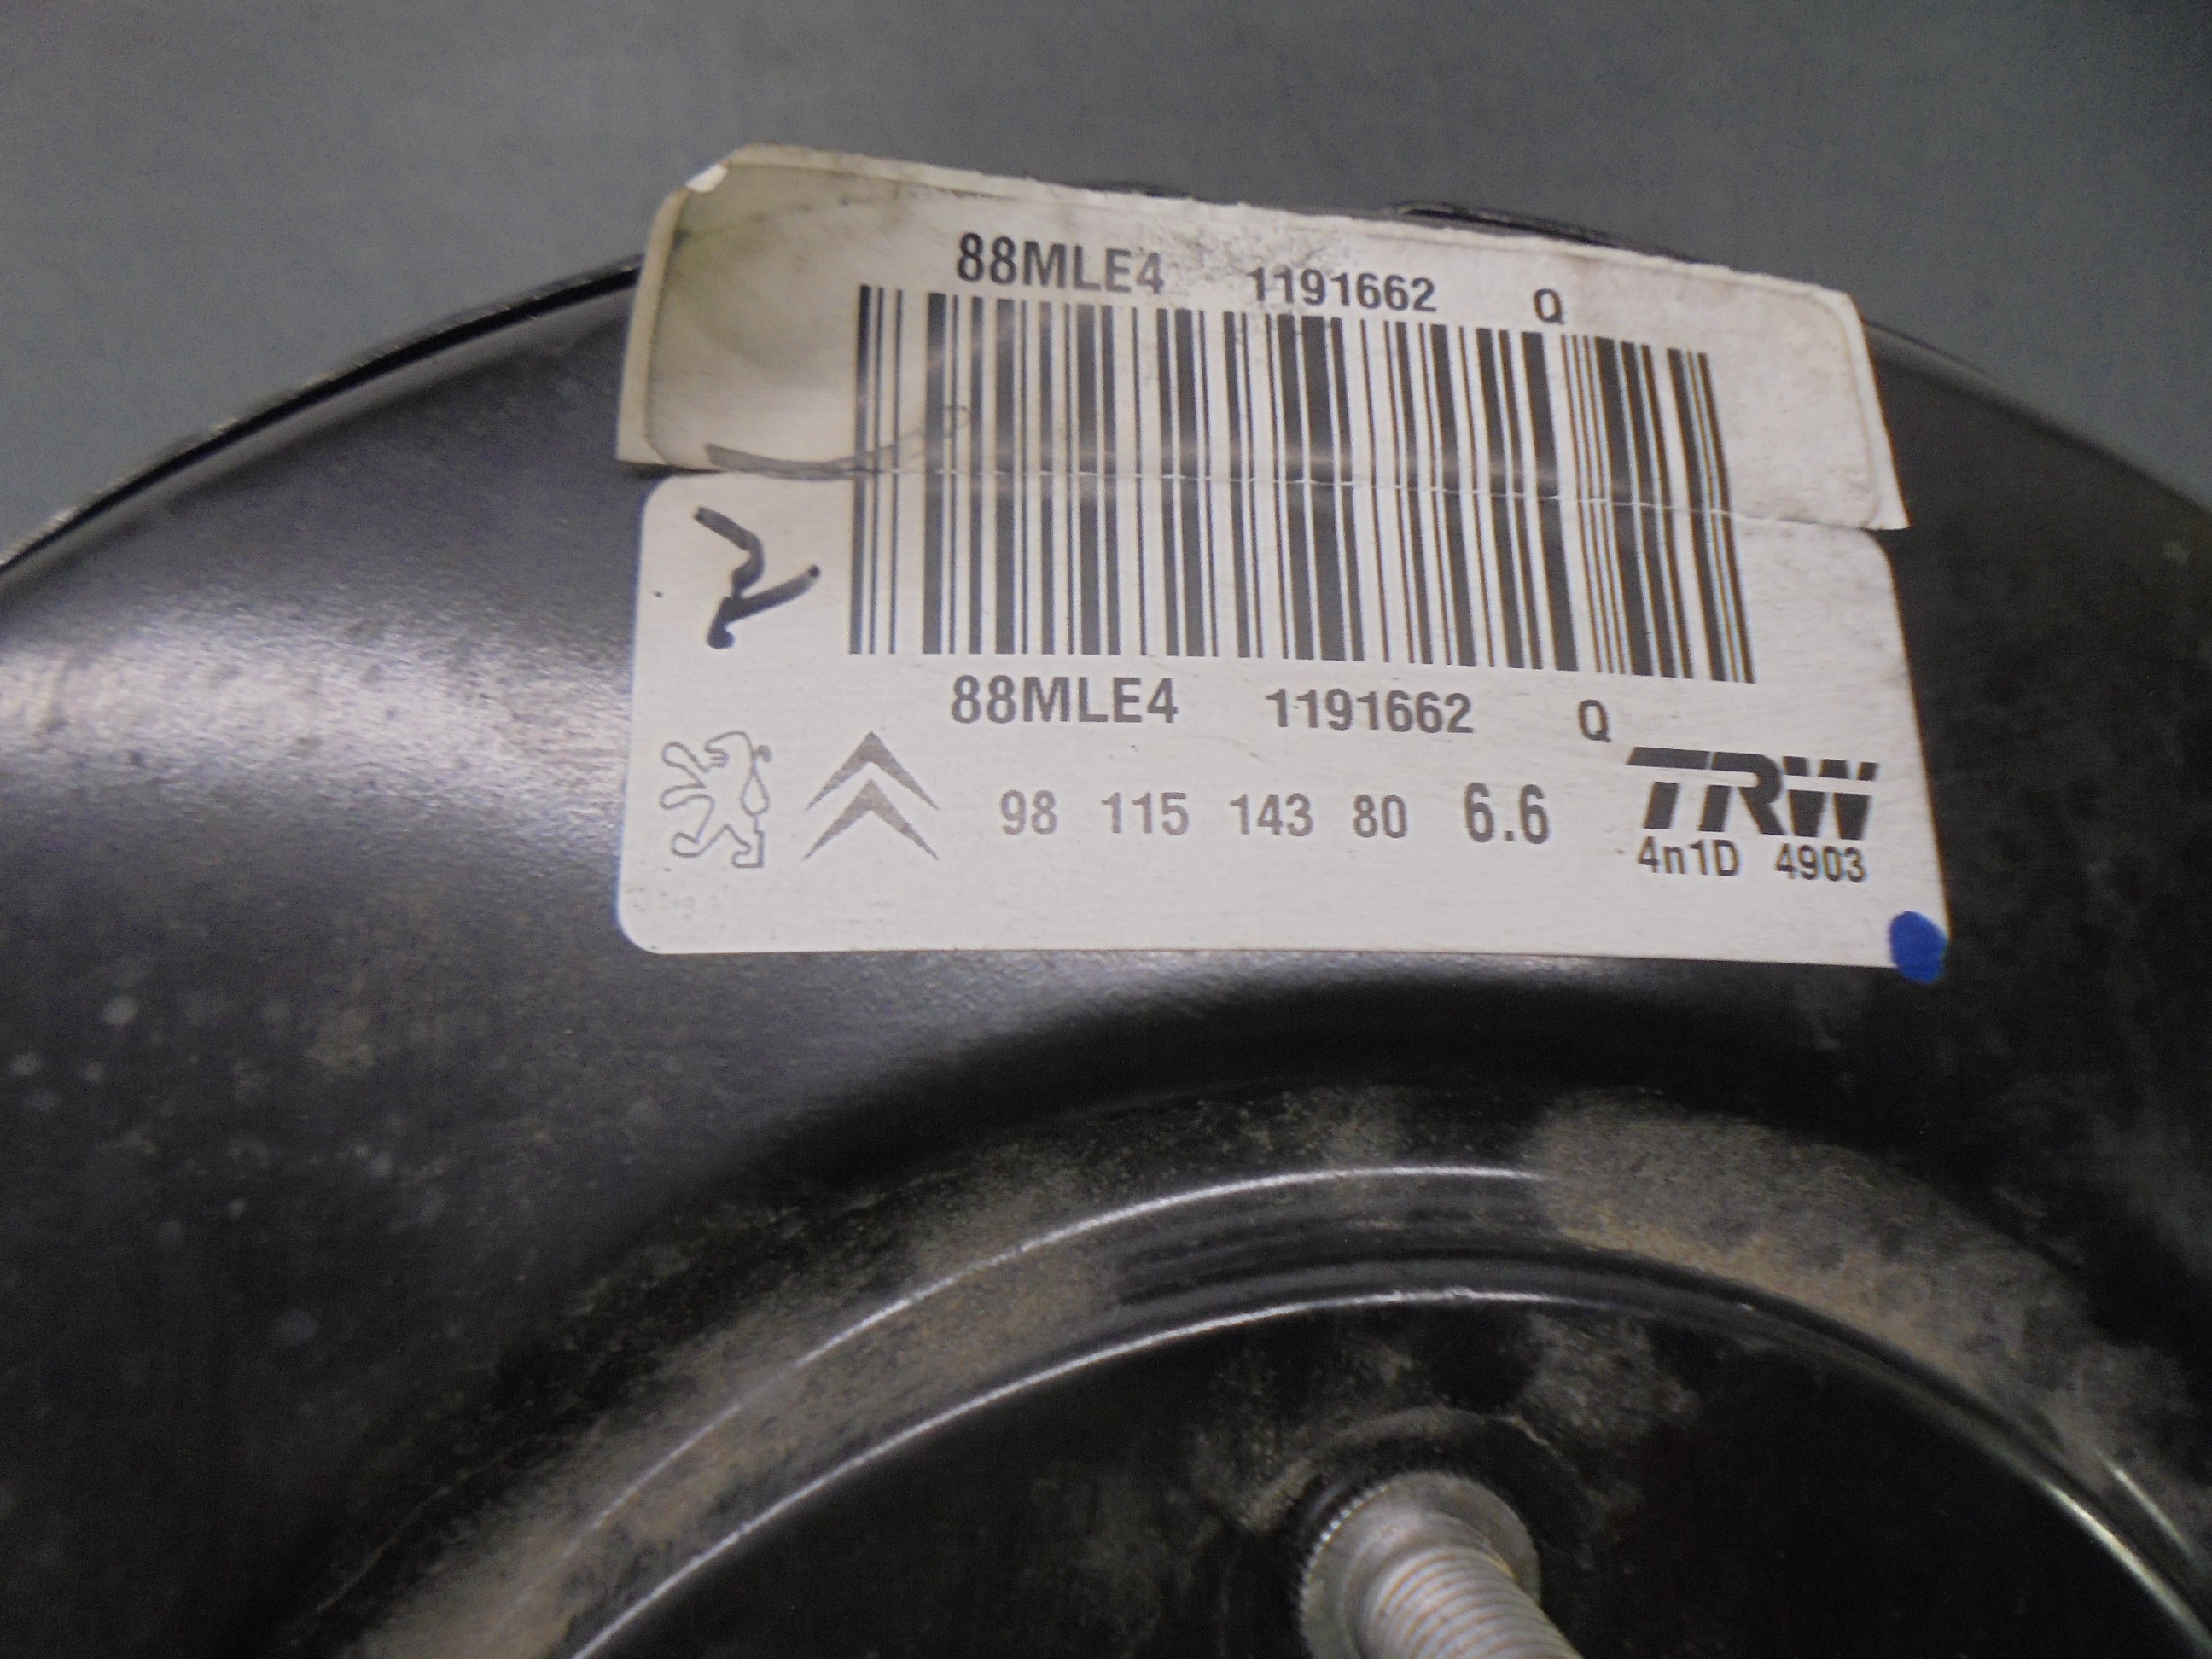 88MLE4 1191662 Q
88MLE4 1191662 Q
98 115 143 80 6.6 TRW
4n1D 4903